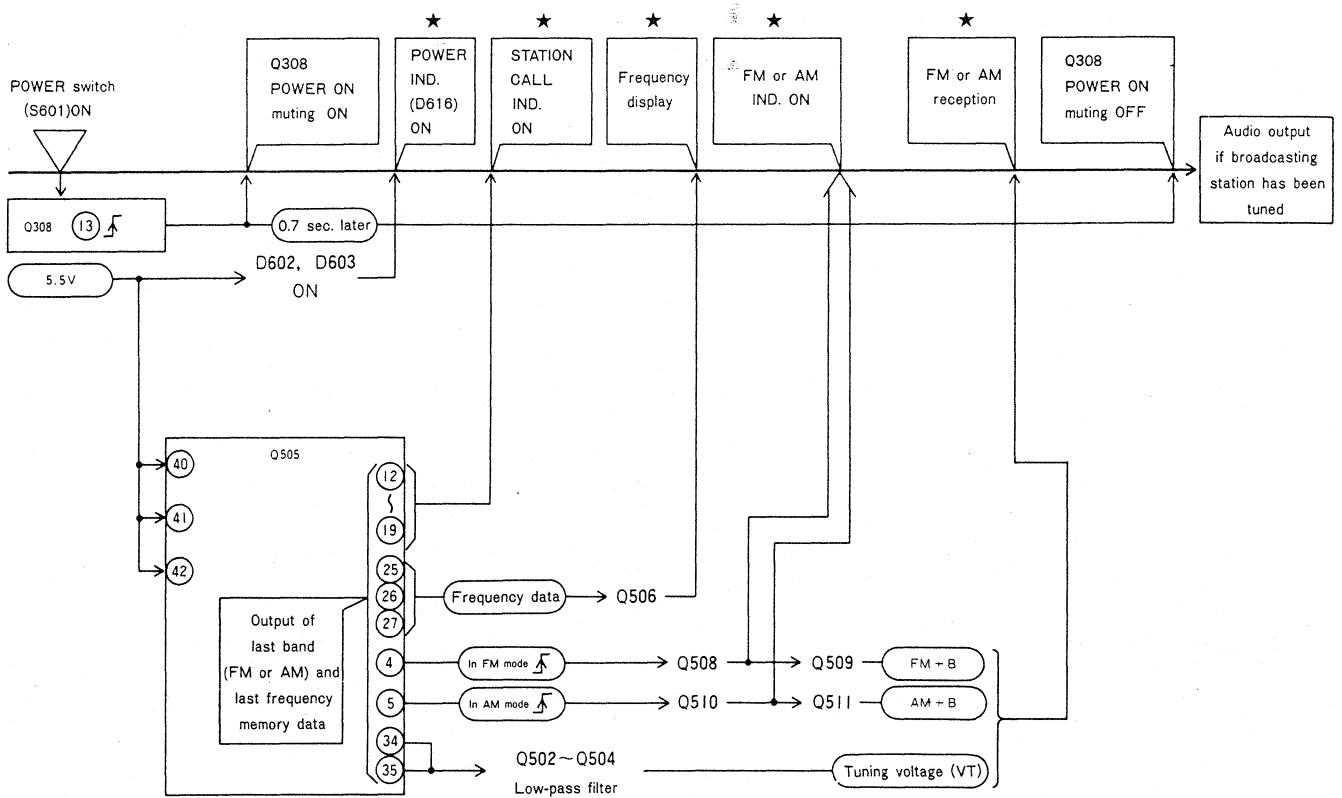 ★ ★ ★ ★ ★
POWER switch
(S601)ON
Q308
POWER ON
muting ON
POWER
IND.
(D616)
ON
STATION
CALL
IND.
ON
Frequency
display
FM or AM
IND. ON
FM or AM
reception
Q308
POWER ON
muting OFF
Audio output
if broadcasting
station has been
tuned
Q308 13
0.7 sec. later
5.5V
D602, D603
ON
Q505
40
41
42
12
~
19
25
26
27
4
5
34
35
Output of
last band
(FM or AM) and
last frequency
memory data
Frequency data
Q506
In FM mode
Q508
Q509
FM + B
In AM mode
Q510
Q511
AM + B
Q502~Q504
Low-pass filter
Tuning voltage (VT)